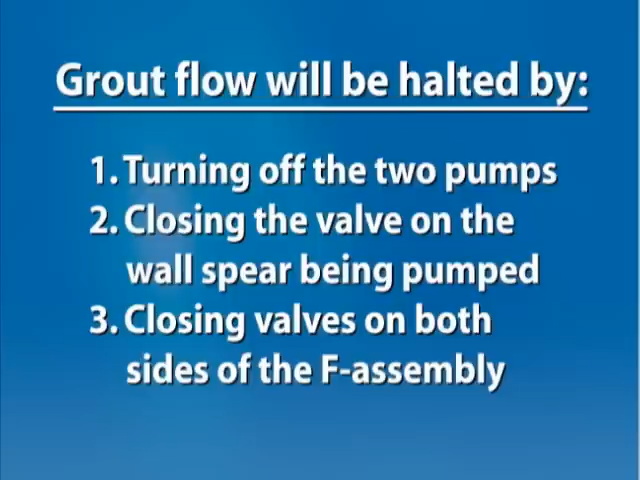 Grout flow will be halted by:
1. Turning off the two pumps
2. Closing the valve on the
wall spear being pumped
3. Closing valves on both
sides of the F-assembly